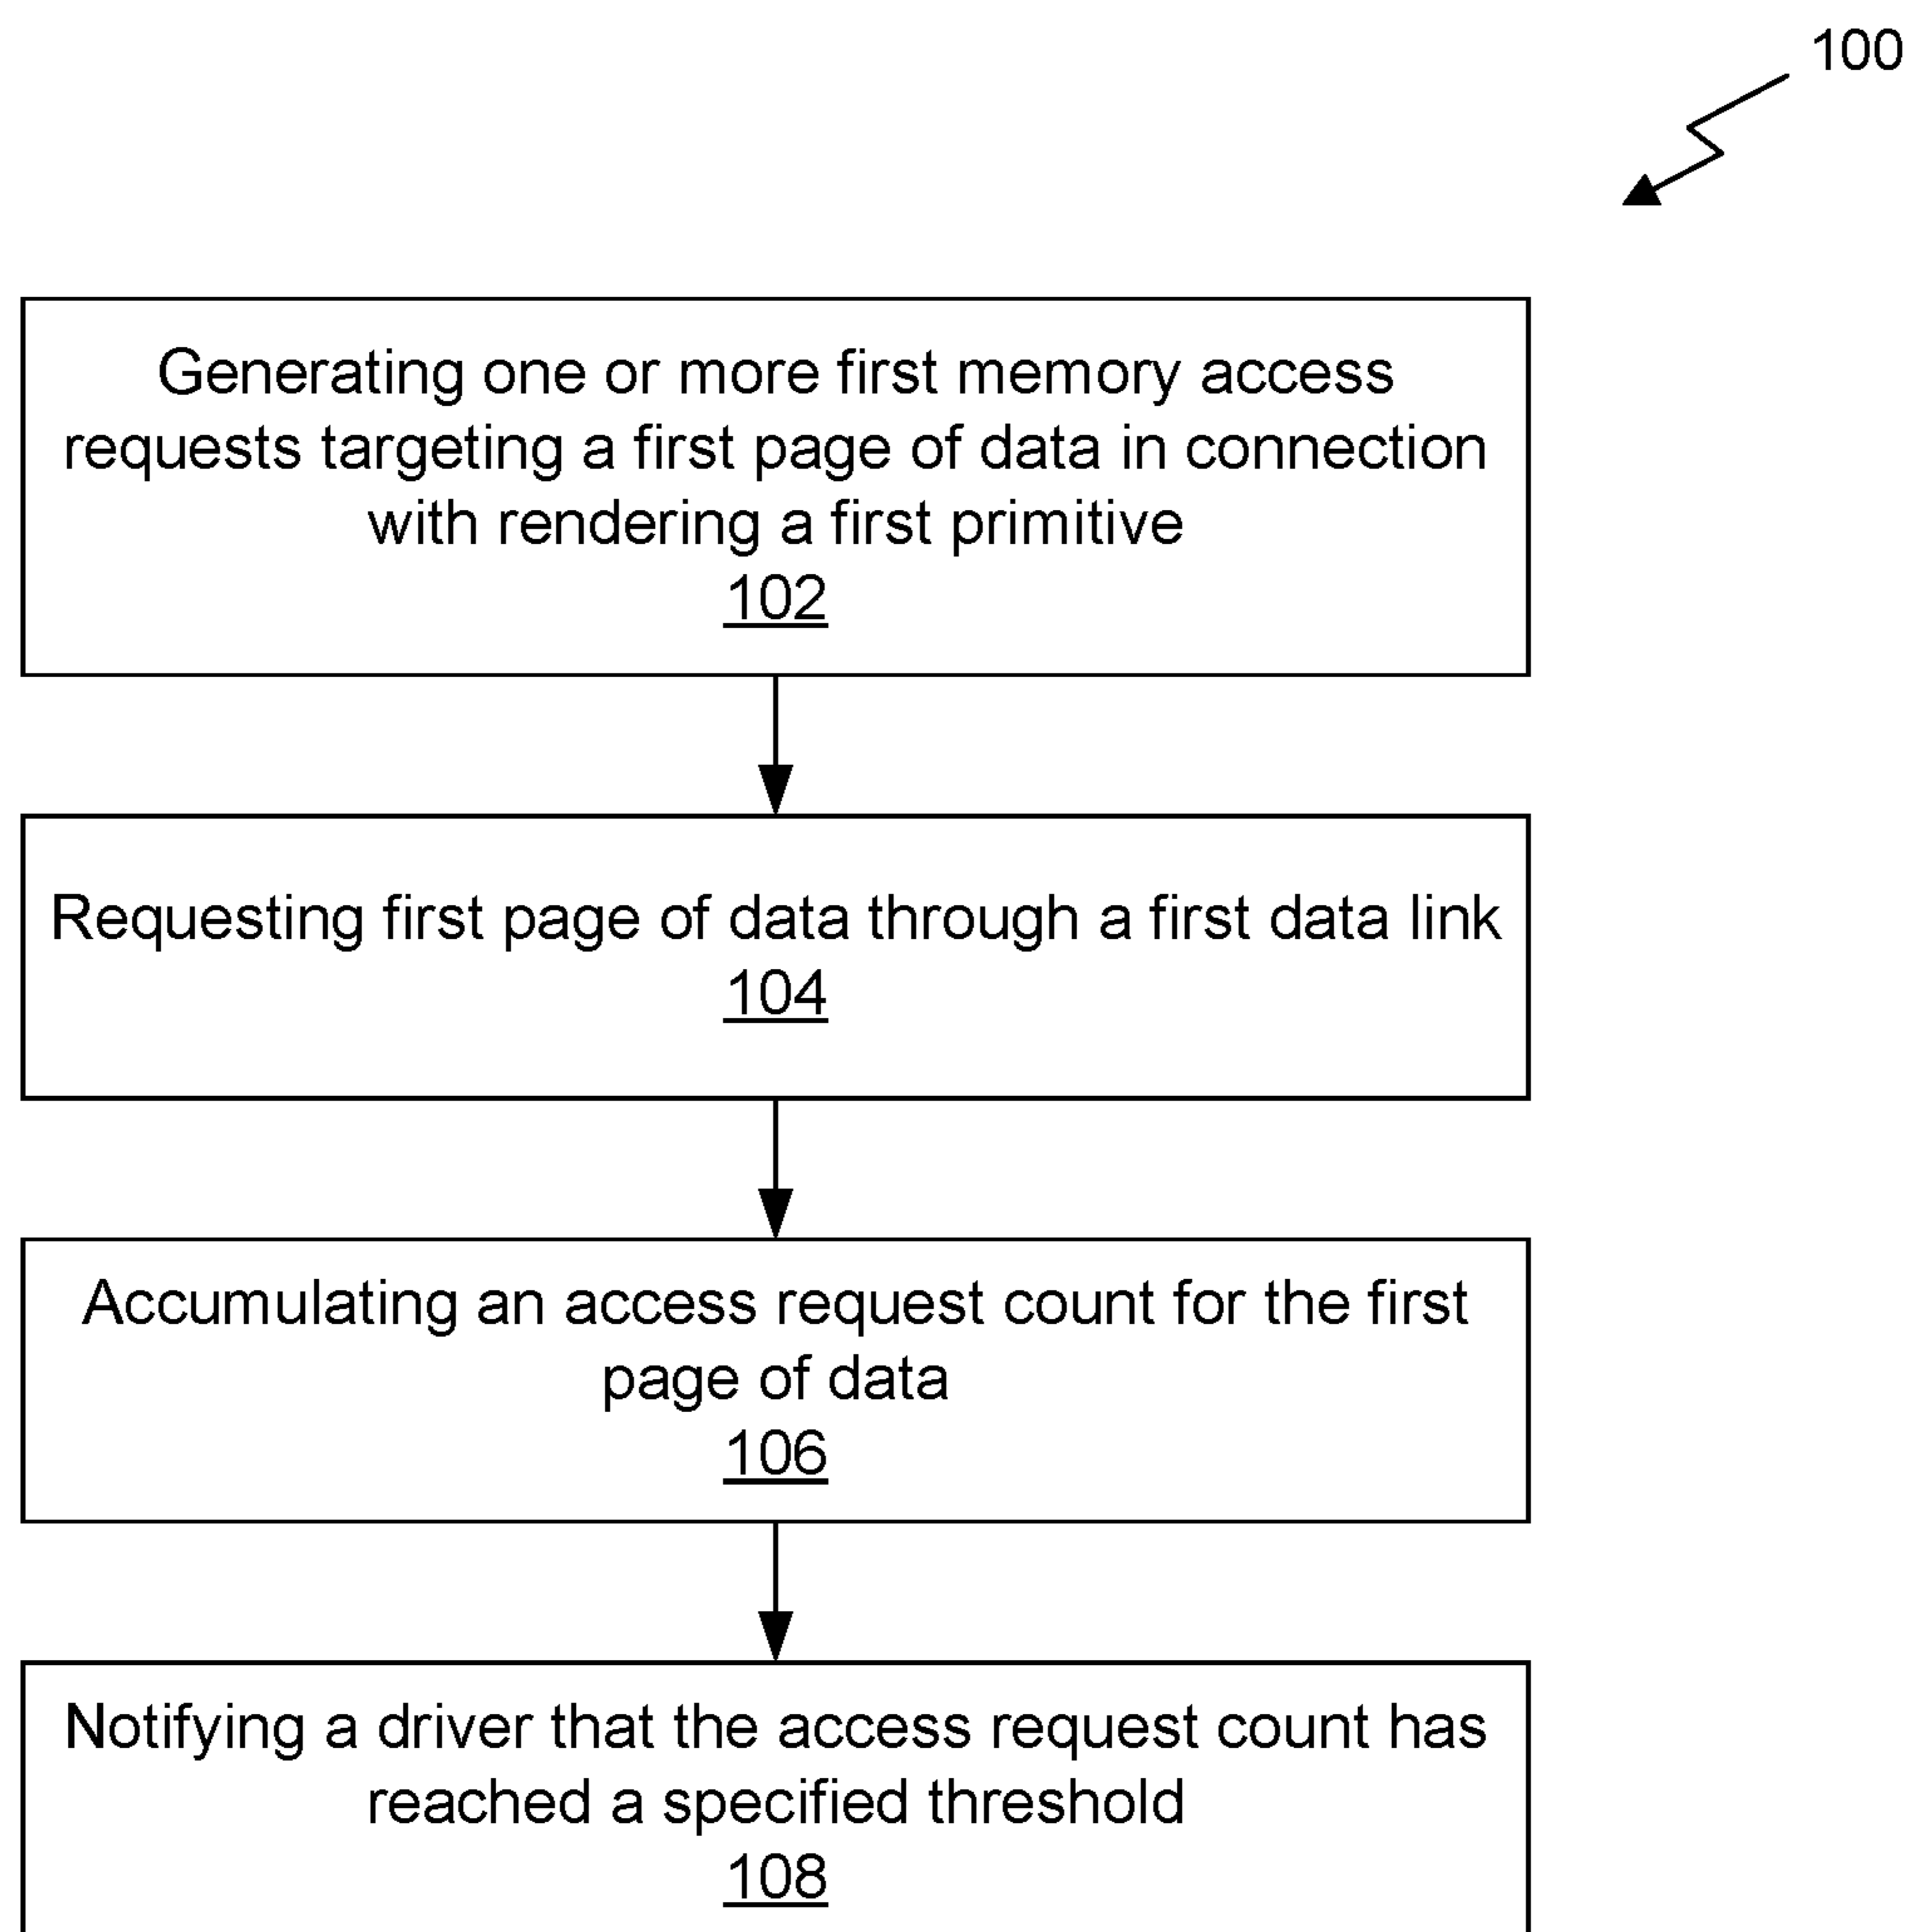 100
Generating one or more first memory access
requests targeting a first page of data in connection
with rendering a first primitive
102
Requesting first page of data through a first data link
104
Accumulating an access request count for the first
page of data
106
Notifying a driver that the access request count has
reached a specified threshold
108